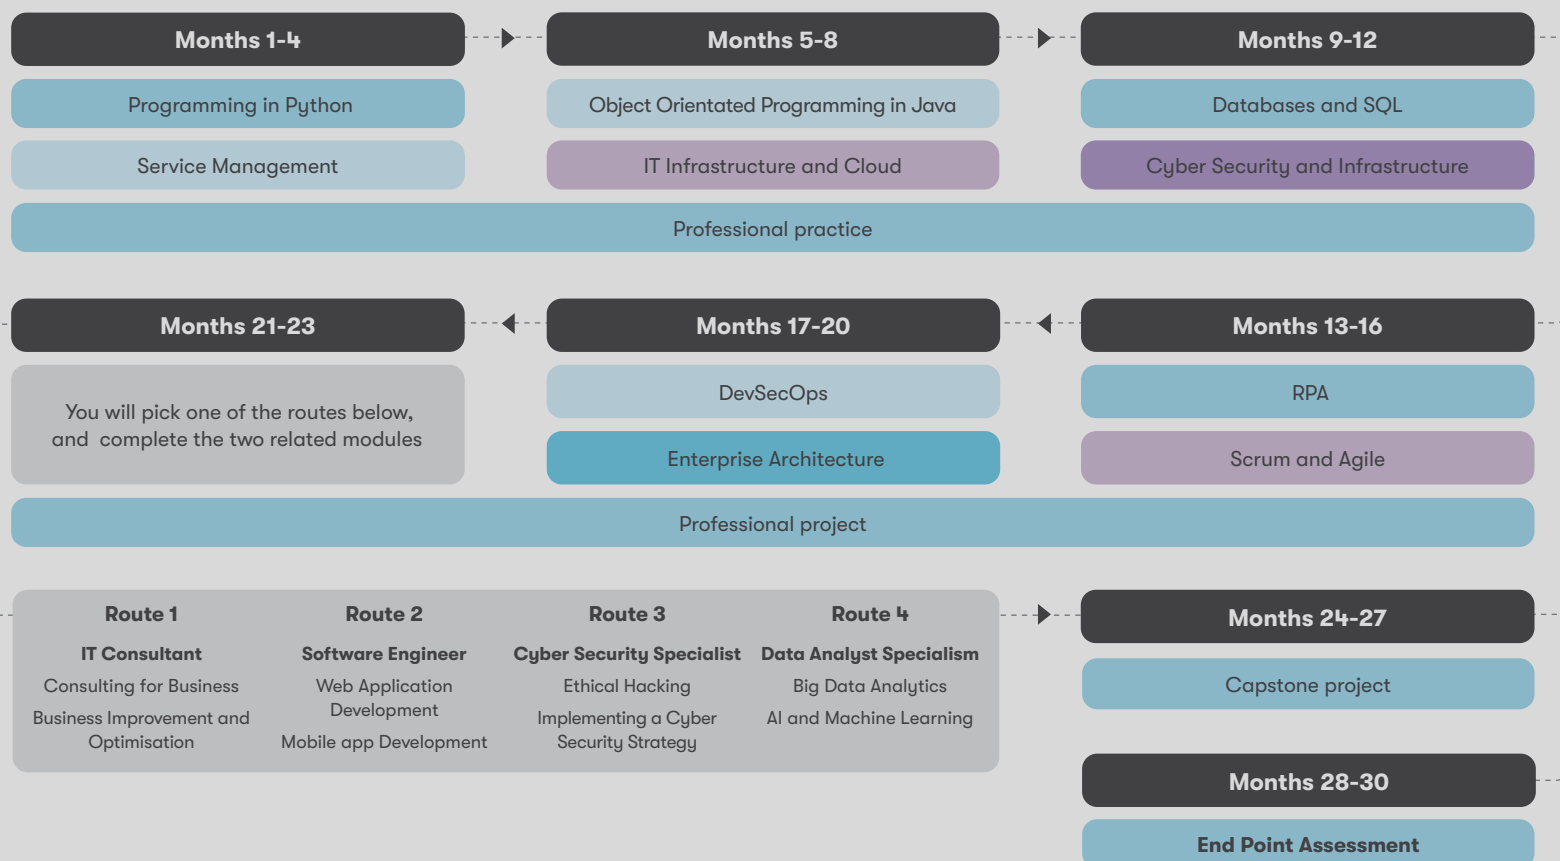 Months 1-4
Months 5-8
Months 9-12
Programming in Python
Object Orientated Programming in Java
Databases and SQL
Service Management
IT Infrastructure and Cloud
Cyber Security and Infrastructure
Professional practice
Months 21-23
Months 17-20
Months 13-16
You will pick one of the routes below,
and complete the two related modules
DevSecOps
RPA
Enterprise Architecture
Scrum and Agile
Professional project
Route 1
IT Consultant
Consulting for Business
Business Improvement and
Optimisation
Route 2
Software Engineer
Web Application
Development
Mobile app Development
Route 3
Cyber Security Specialist
Ethical Hacking
Implementing a Cyber
Security Strategy
Route 4
Data Analyst Specialism
Big Data Analytics
AI and Machine Learning
Months 24-27
Capstone project
Months 28-30
End Point Assessment